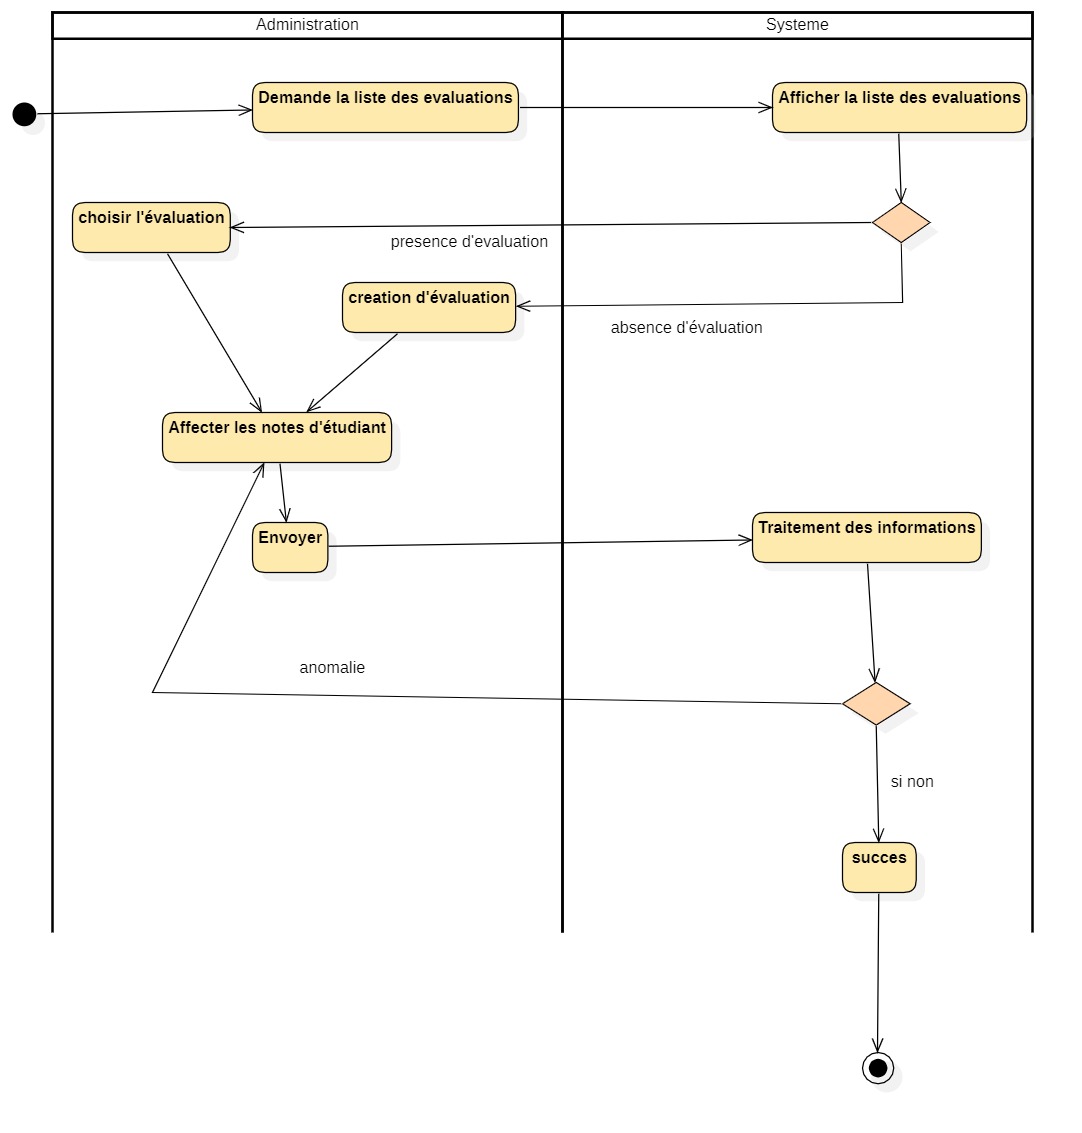 Administration
Systeme
Demande la liste des evaluations
Afficher la liste des evaluations
choisir l'évaluation
presence d'evaluation
creation d'évaluation
absence d'évaluation
Affecter les notes d'étudiant
Envoyer
Traitement des informations
anomalie
si non
succes